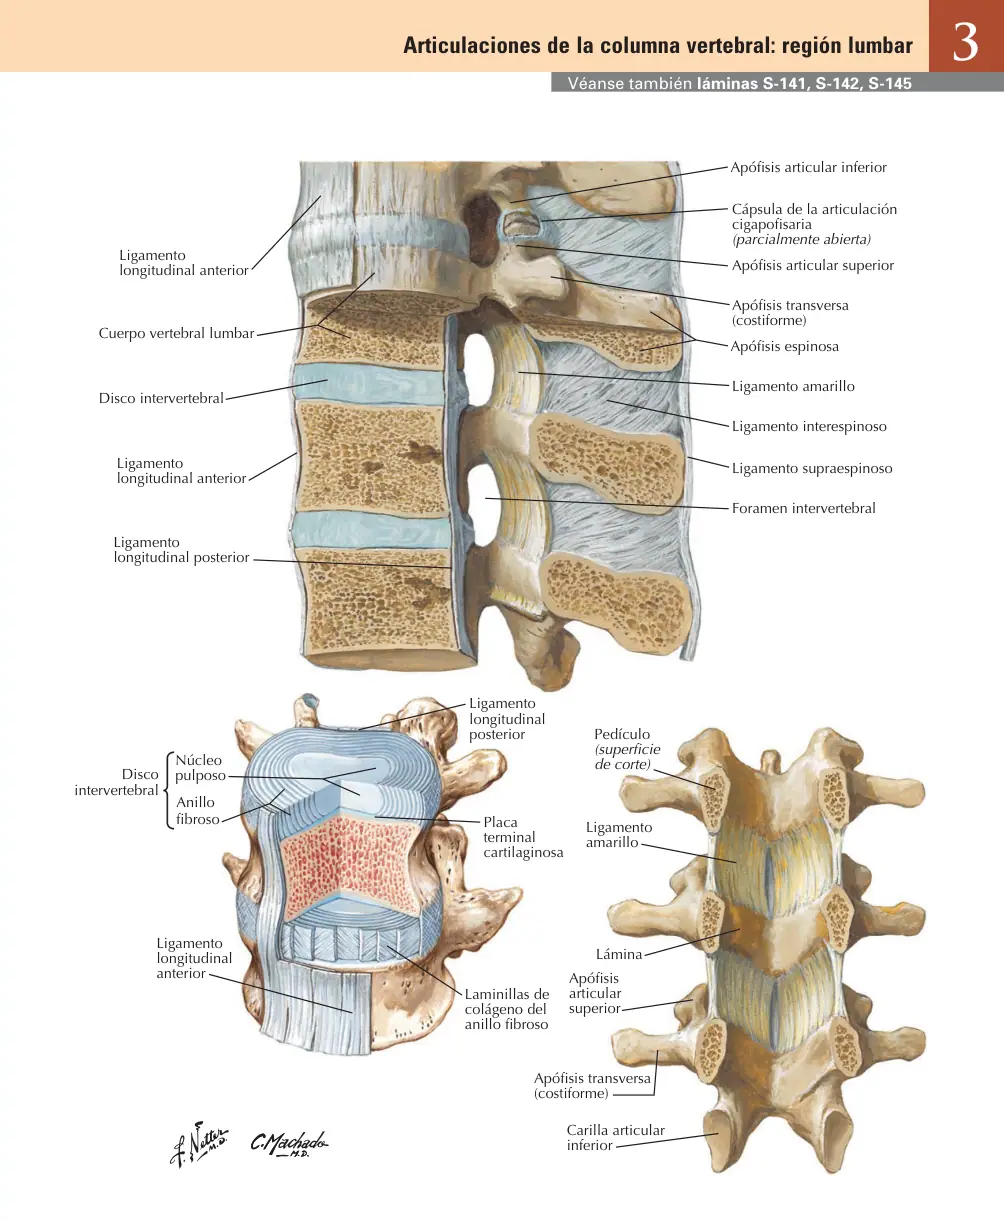 Articulaciones de la columna vertebral: región lumbar
3
Véanse también láminas S-141, S-142, S-145
Apófisis articular inferior
Cápsula de la articulación
cigapofisaria
(parcialmente abierta)
Apófisis articular superior
Apófisis transversa
(costiforme)
Apófisis espinosa
Ligamento amarillo
Ligamento interespinoso
Ligamento supraespinoso
Foramen intervertebral
Ligamento
longitudinal anterior
Cuerpo vertebral lumbar
Disco intervertebral
Ligamento
longitudinal anterior
Ligamento
longitudinal posterior
Ligamento
longitudinal
posterior
Disco
intervertebral
Núcleo
pulposo
Anillo
fibroso
Placa
terminal
cartilaginosa
Ligamento
longitudinal
anterior
Laminillas de
colágeno del
anillo fibroso
Pedículo
(superficie
de corte)
Ligamento
amarillo
Lámina
Apófisis
articular
superior
Apófisis transversa
(costiforme)
Carilla articular
inferior
F. Netter
M.D.
C. Machado
M.D.